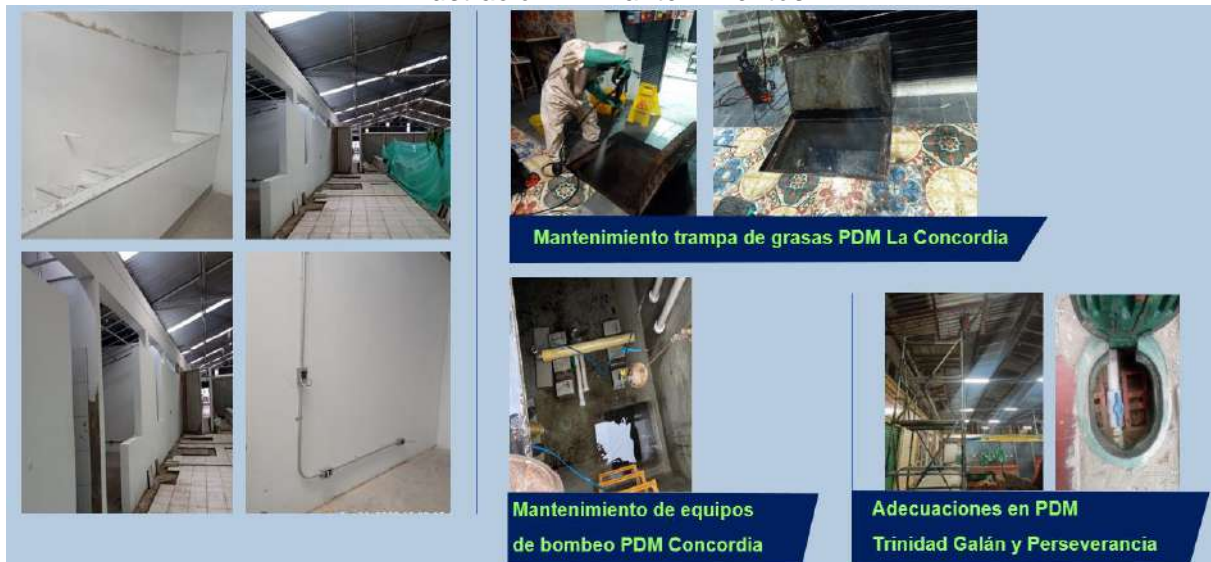 Mantenimiento trampa de grasas PDM La Concordia
Mantenimiento de equipos
de bombeo PDM Concordia
Adecuaciones en PDM
Trinidad Galán y Perseverancia